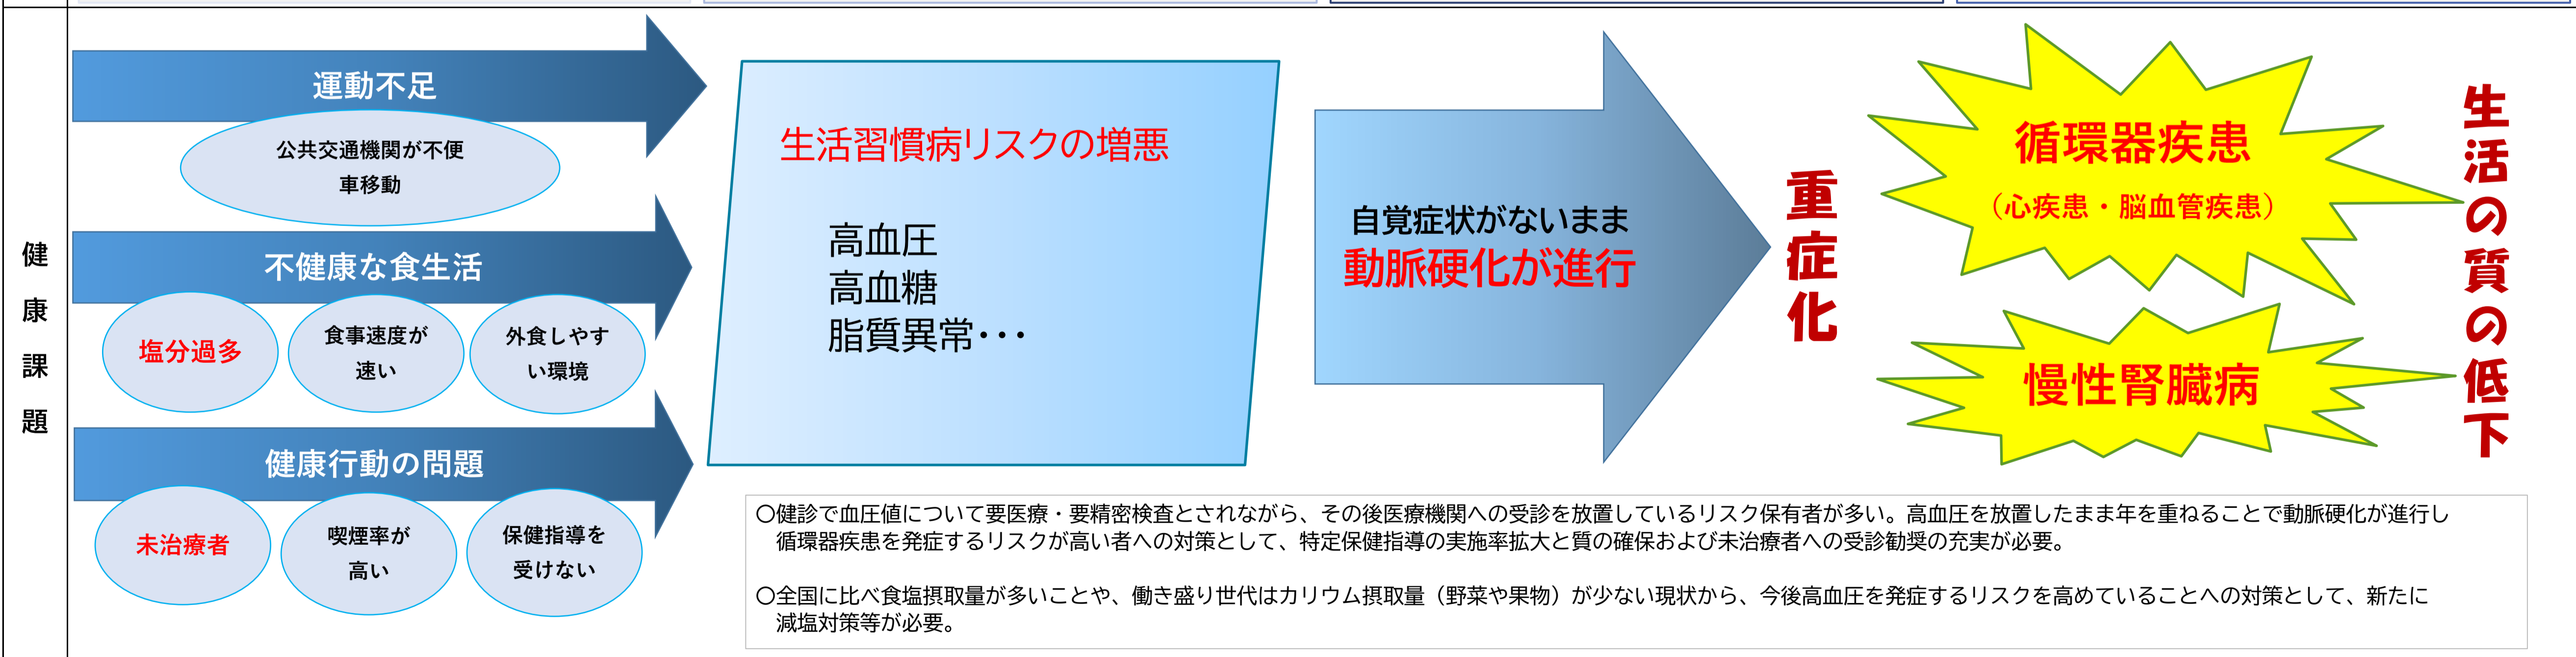 健康課題
運動不足
公共交通機関が不便
車移動
不健康な食生活
塩分過多
食事速度が
速い
外食しやす
い環境
健康行動の問題
未治療者
喫煙率が
高い
保健指導を
受けない
生活習慣病リスクの増悪
高血圧
高血糖
脂質異常・・・
自覚症状がないまま
動脈硬化が進行
重症化
循環器疾患
（心疾患・脳血管疾患）
慢性腎臓病
生活の質の低下
〇健診で血圧値について要医療・要精密検査とされながら、その後医療機関への受診を放置しているリスク保有者が多い。高血圧を放置したまま年を重ねることで動脈硬化が進行し
循環器疾患を発症するリスクが高い者への対策として、特定保健指導の実施率拡大と質の確保および未治療者への受診勧奨の充実が必要。
〇全国に比べ食塩摂取量が多いことや、働き盛り世代はカリウム摂取量（野菜や果物）が少ない現状から、今後高血圧を発症するリスクを高めていることへの対策として、新たに
減塩対策等が必要。